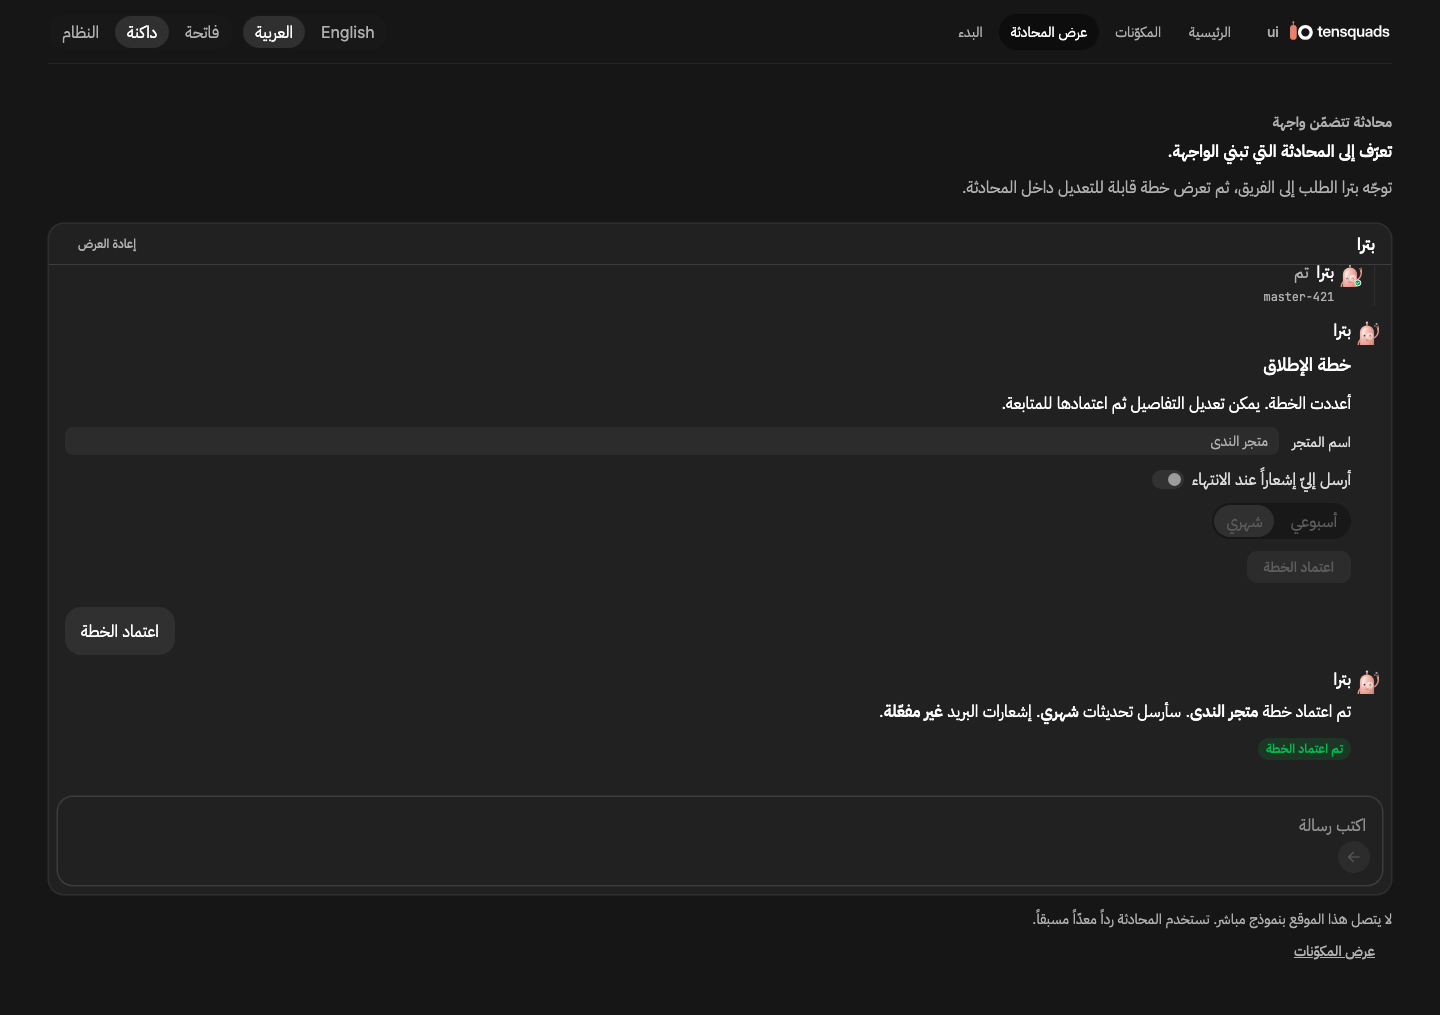 tensquads ui
الرئيسية
المكوّنات
عرض المحادثة
البدء
English
العربية
فاتحة
داكنة
النظام
محادثة تتضمّن واجهة
تعرّف إلى المحادثة التي تبني الواجهة.
توجّه بترا الطلب إلى الفريق، ثم تعرض خطة قابلة للتعديل داخل المحادثة.
بترا
إعادة العرض
بترا تم
master-421
بترا
خطة الإطلاق
أعددت الخطة. يمكن تعديل التفاصيل ثم اعتمادها للمتابعة.
اسم المتجر
متجر الندى
أرسل إليّ إشعاراً عند الانتهاء
أسبوعي
شهري
اعتماد الخطة
اعتماد الخطة
بترا
تم اعتماد خطة متجر الندى. سأرسل تحديثات شهري. إشعارات البريد غير مفعّلة.
تم اعتماد الخطة
اكتب رسالة
لا يتصل هذا الموقع بنموذج مباشر. تستخدم المحادثة رداً معدّاً مسبقاً.
عرض المكوّنات